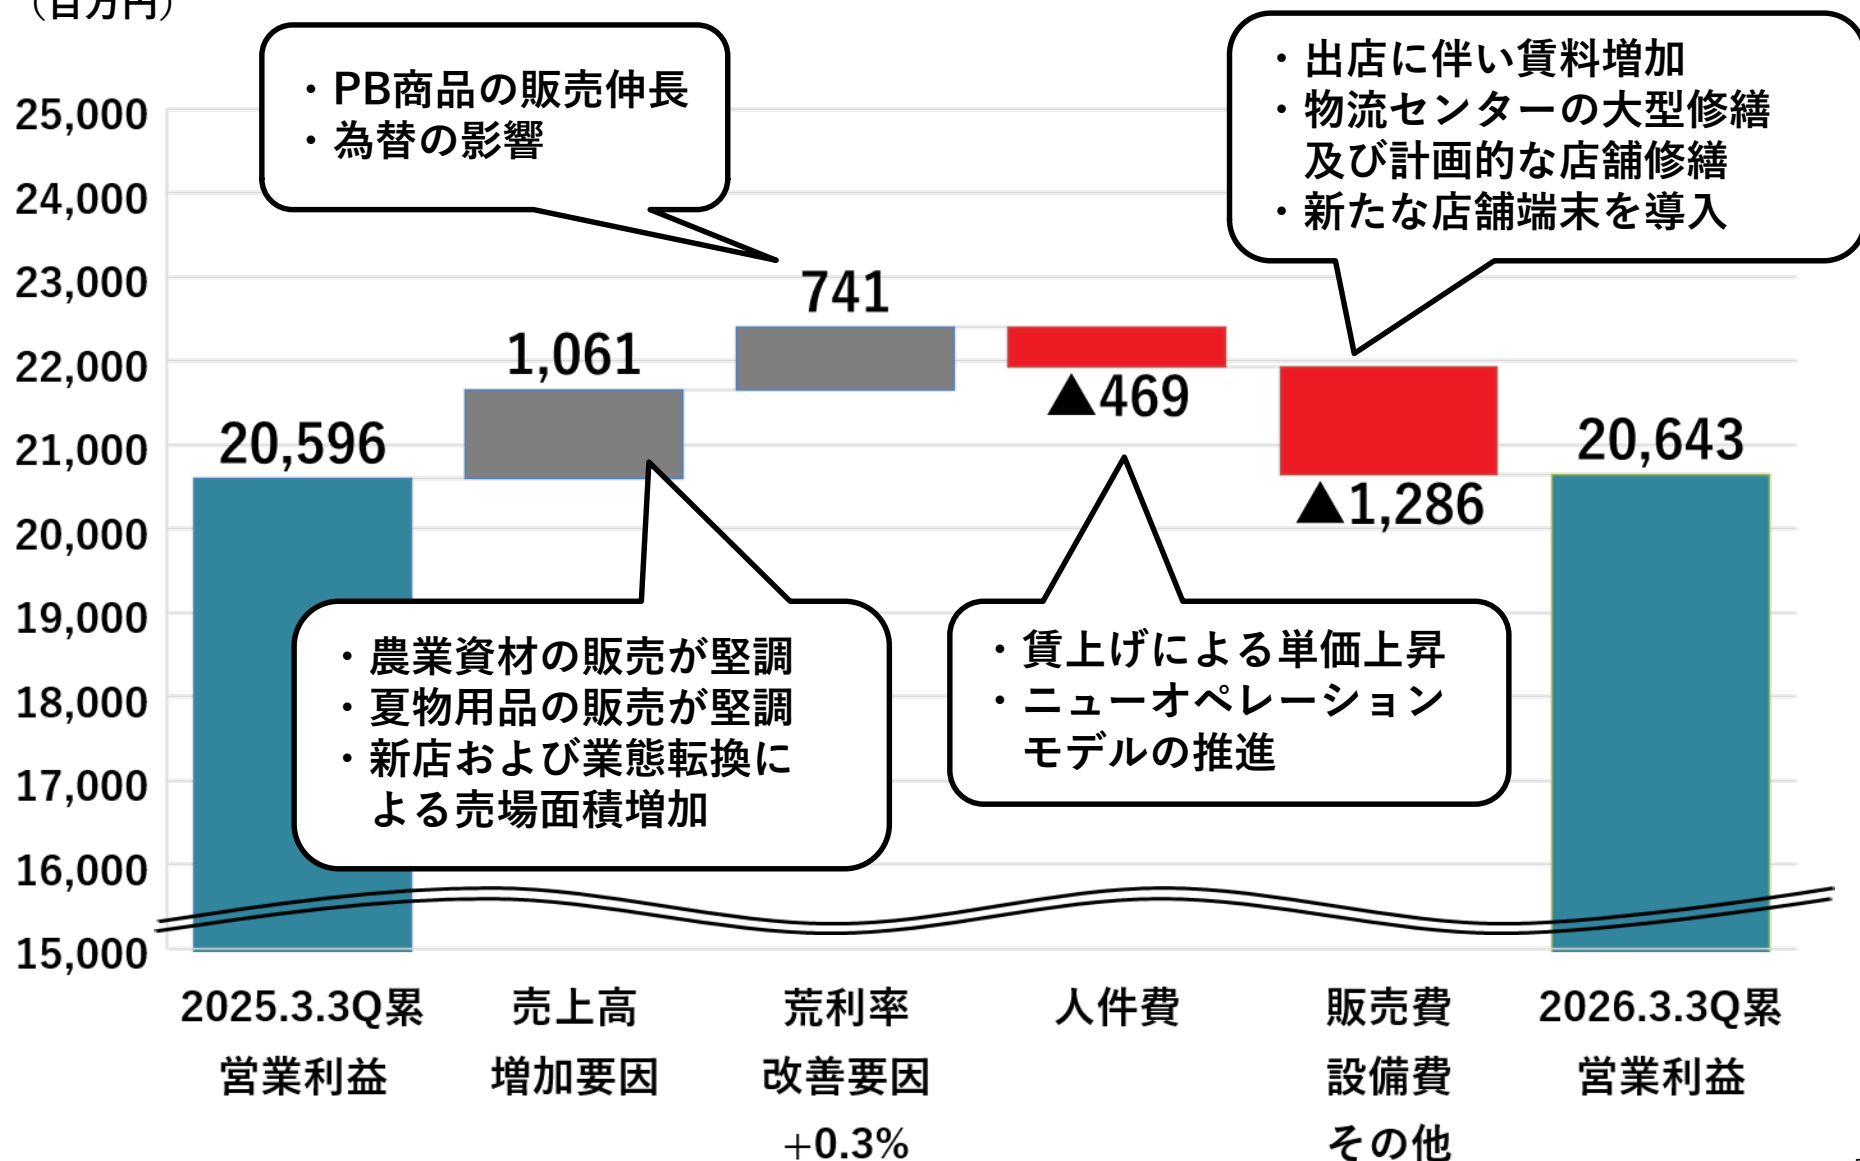 （百万円）
・PB商品の販売伸長
・為替の影響
・出店に伴い賃料増加
・物流センターの大型修繕
及び計画的な店舗修繕
・新たな店舗端末を導入
25,000
24,000
23,000
22,000
21,000
20,000
19,000
18,000
17,000
16,000
15,000
20,596
1,061
741
▲469
▲1,286
20,643
・農業資材の販売が堅調
・夏物用品の販売が堅調
・新店および業態転換に
よる売場面積増加
・賃上げによる単価上昇
・ニューオペレーション
モデルの推進
2025.3.3Q累
営業利益
売上高
増加要因
荒利率
改善要因
+0.3%
人件費
販売費
設備費
その他
2026.3.3Q累
営業利益